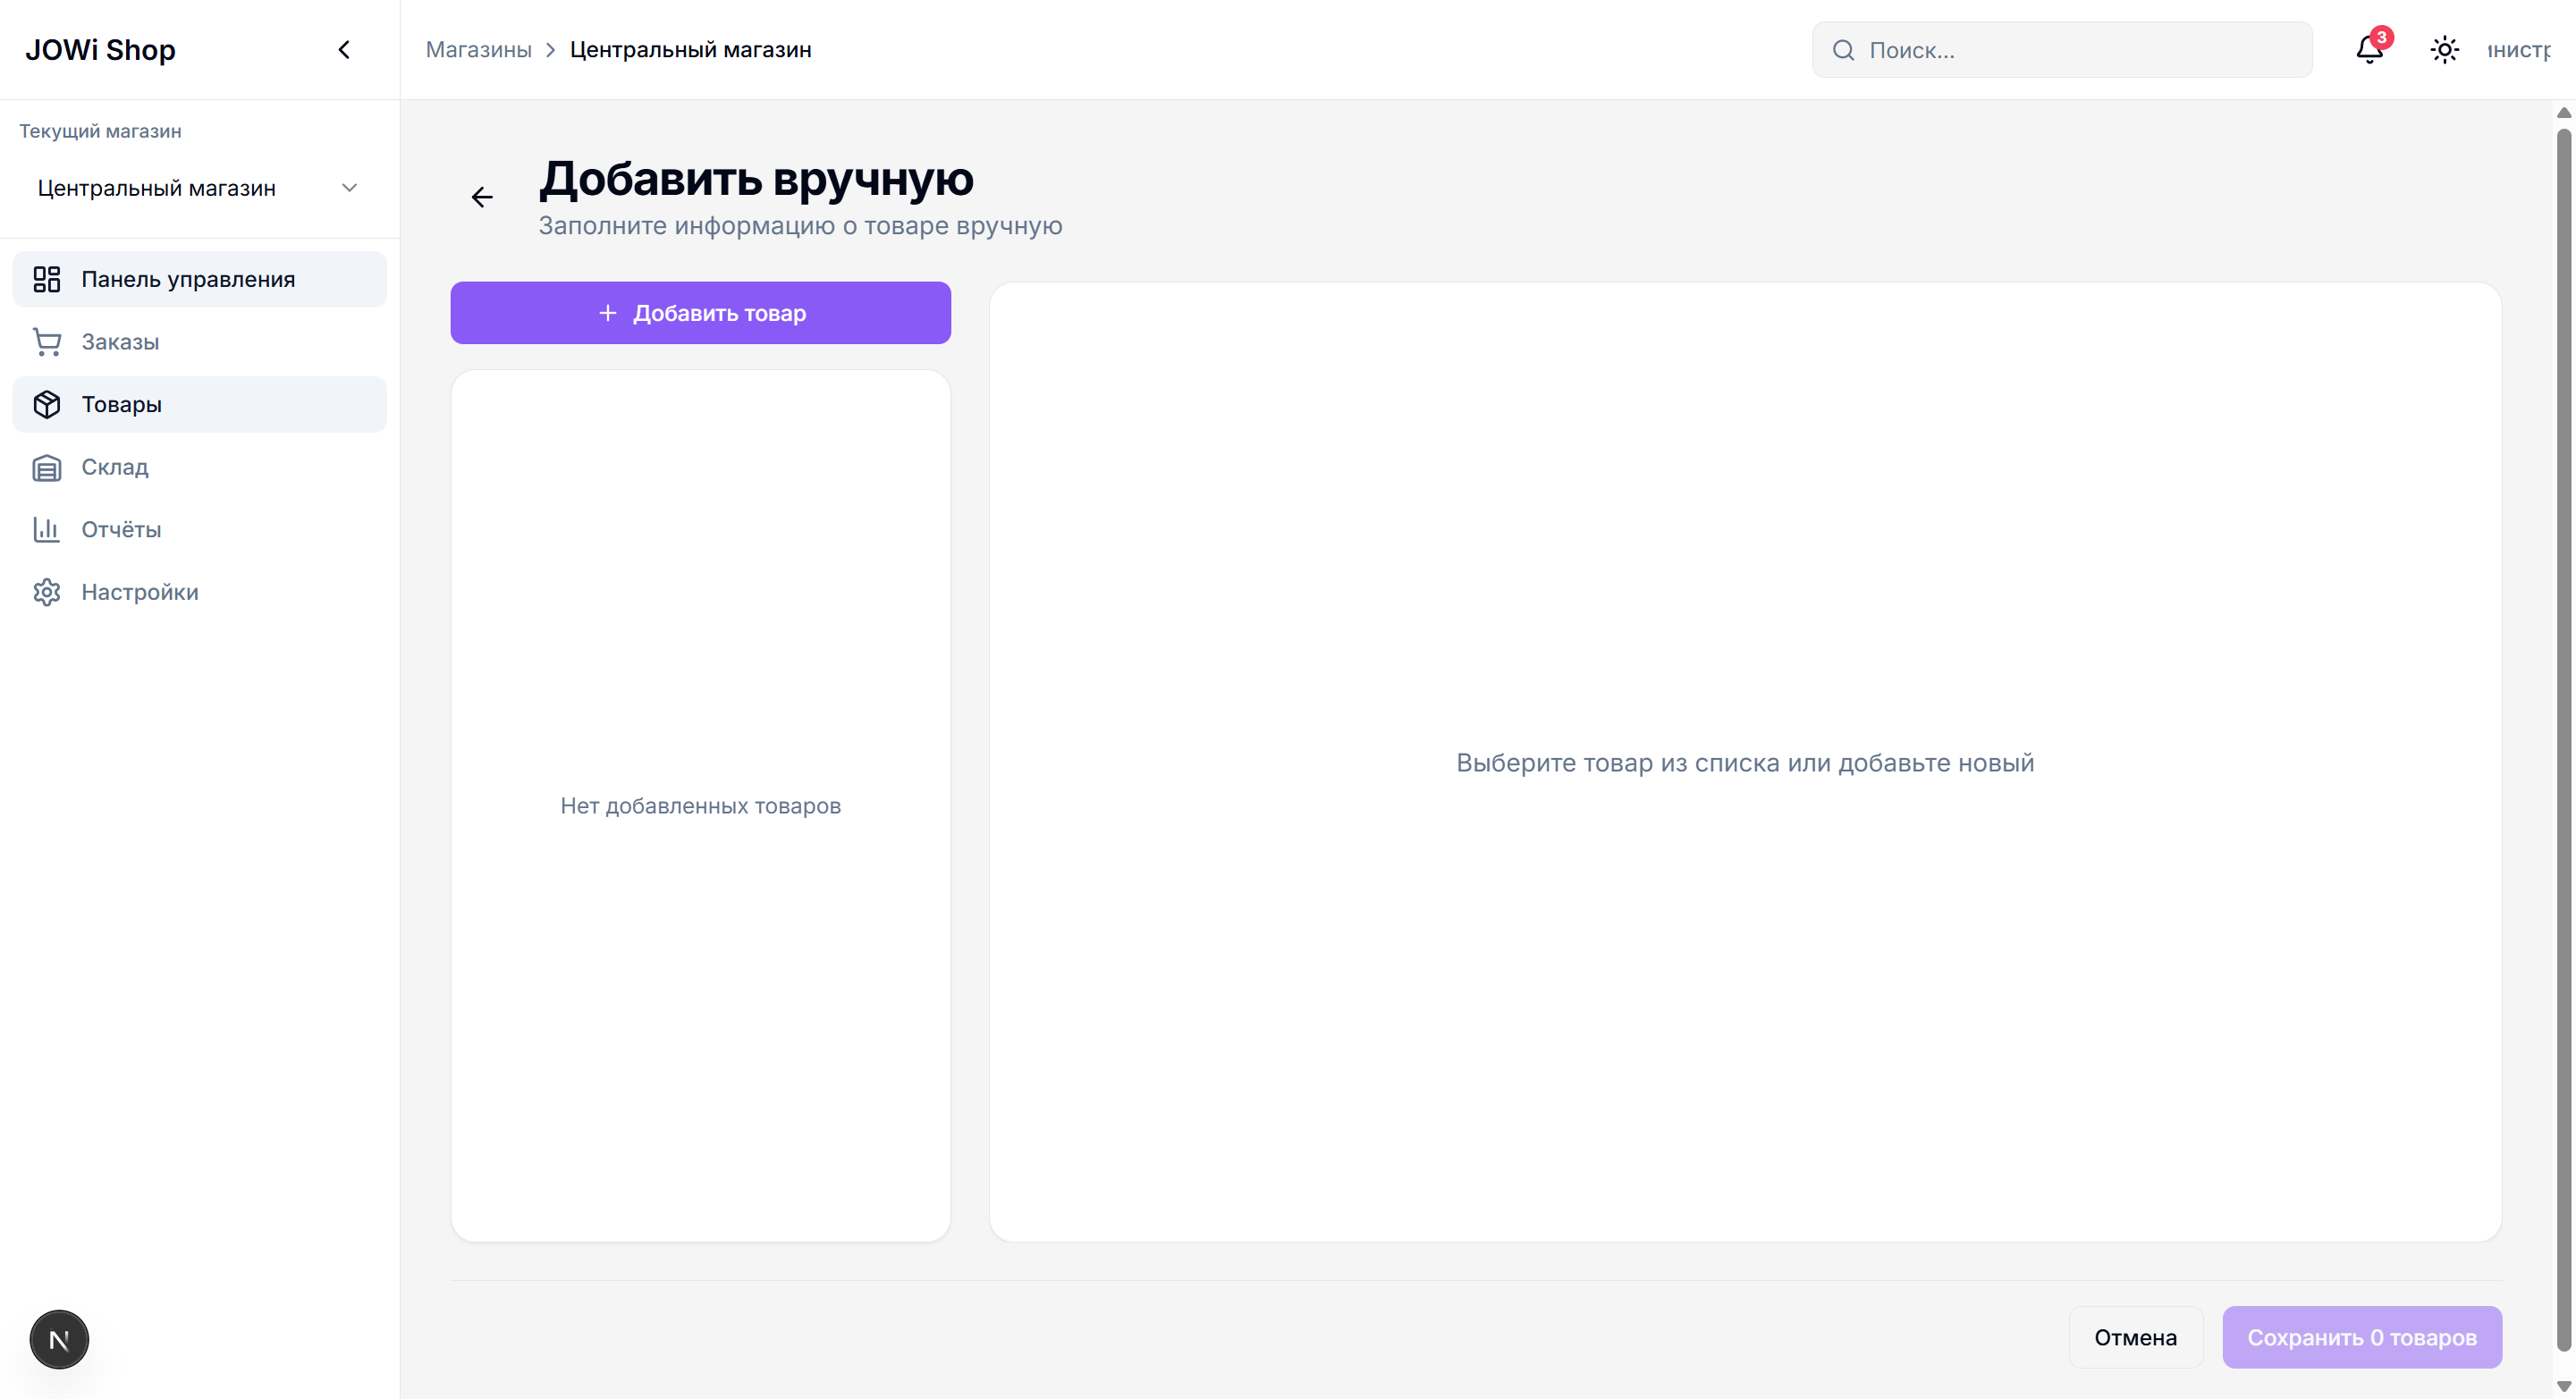 JOWi Shop
Магазины > Центральный магазин
Поиск...
3
Текущий магазин
Центральный магазин
Панель управления
Заказы
Товары
Склад
Отчёты
Настройки
Добавить вручную
Заполните информацию о товаре вручную
+ Добавить товар
Нет добавленных товаров
Выберите товар из списка или добавьте новый
Отмена
Сохранить 0 товаров
N